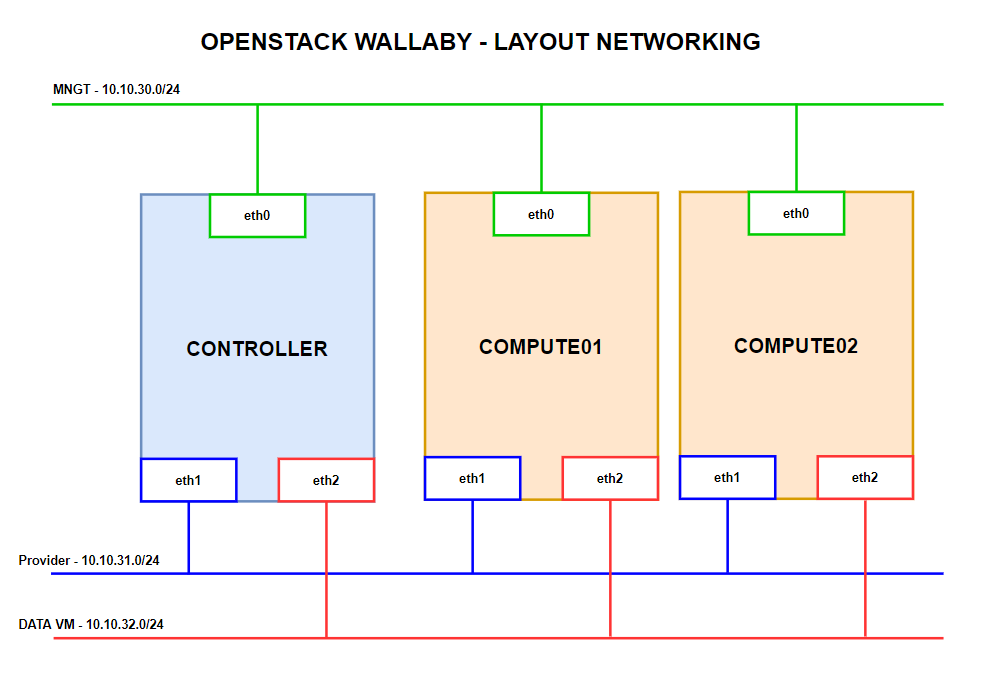 OPENSTACK WALLABY - LAYOUT NETWORKING
MNGT - 10.10.30.0/24
eth0
eth0
eth0
CONTROLLER
COMPUTE01
COMPUTE02
eth1
eth2
eth1
eth2
eth1
eth2
Provider - 10.10.31.0/24
DATA VM - 10.10.32.0/24